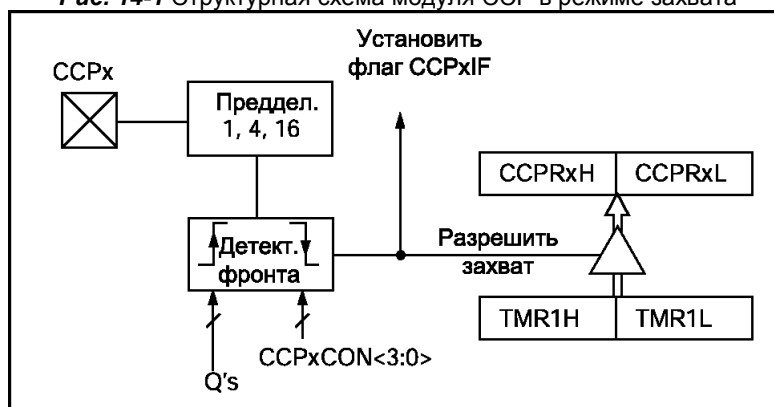 Рис. 14-1 Структурная схема модуля CCP в режиме захвата
Установить
флаг CCPxIF
CCPx
Преддел.
1, 4, 16
CCPRxH CCPRxL
Детект.
фронта
Разрешить
захват
TMR1H TMR1L
CCPxCON<3:0>
Q's